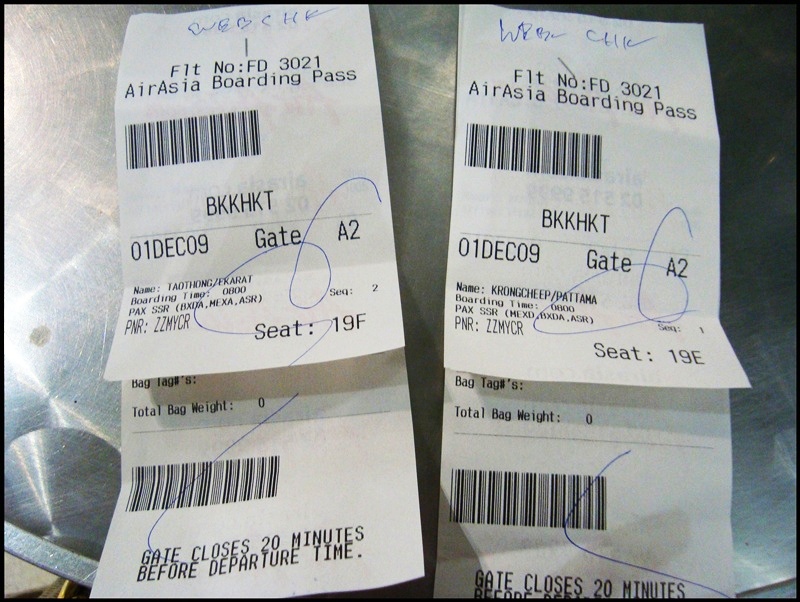 WEB CHK
Flt No:FD 3021
AirAsia Boarding Pass
BKKHKT
01DEC09 Gate A2
Name: TAOTHONG/EKARAT
Boarding Time: 0800 Seq: 2
PAX SSR (BXDA,MEXA,ASR)
PNR: ZZMYCR Seat: 19F
Bag Tag#'s:
Total Bag Weight: 0
GATE CLOSES 20 MINUTES
BEFORE DEPARTURE TIME.
WEB CHK
Flt No:FD 3021
AirAsia Boarding Pass
BKKHKT
01DEC09 Gate A2
Name: KRONGCHEEP/PATTAMA
Boarding Time: 0800
PAX SSR (MEXD,BXDA,ASR) Seq: 1
PNR: ZZMYCR
Seat: 19E
Bag Tag#'s:
Total Bag Weight: 0
GATE CLOSES 20 MINUTES